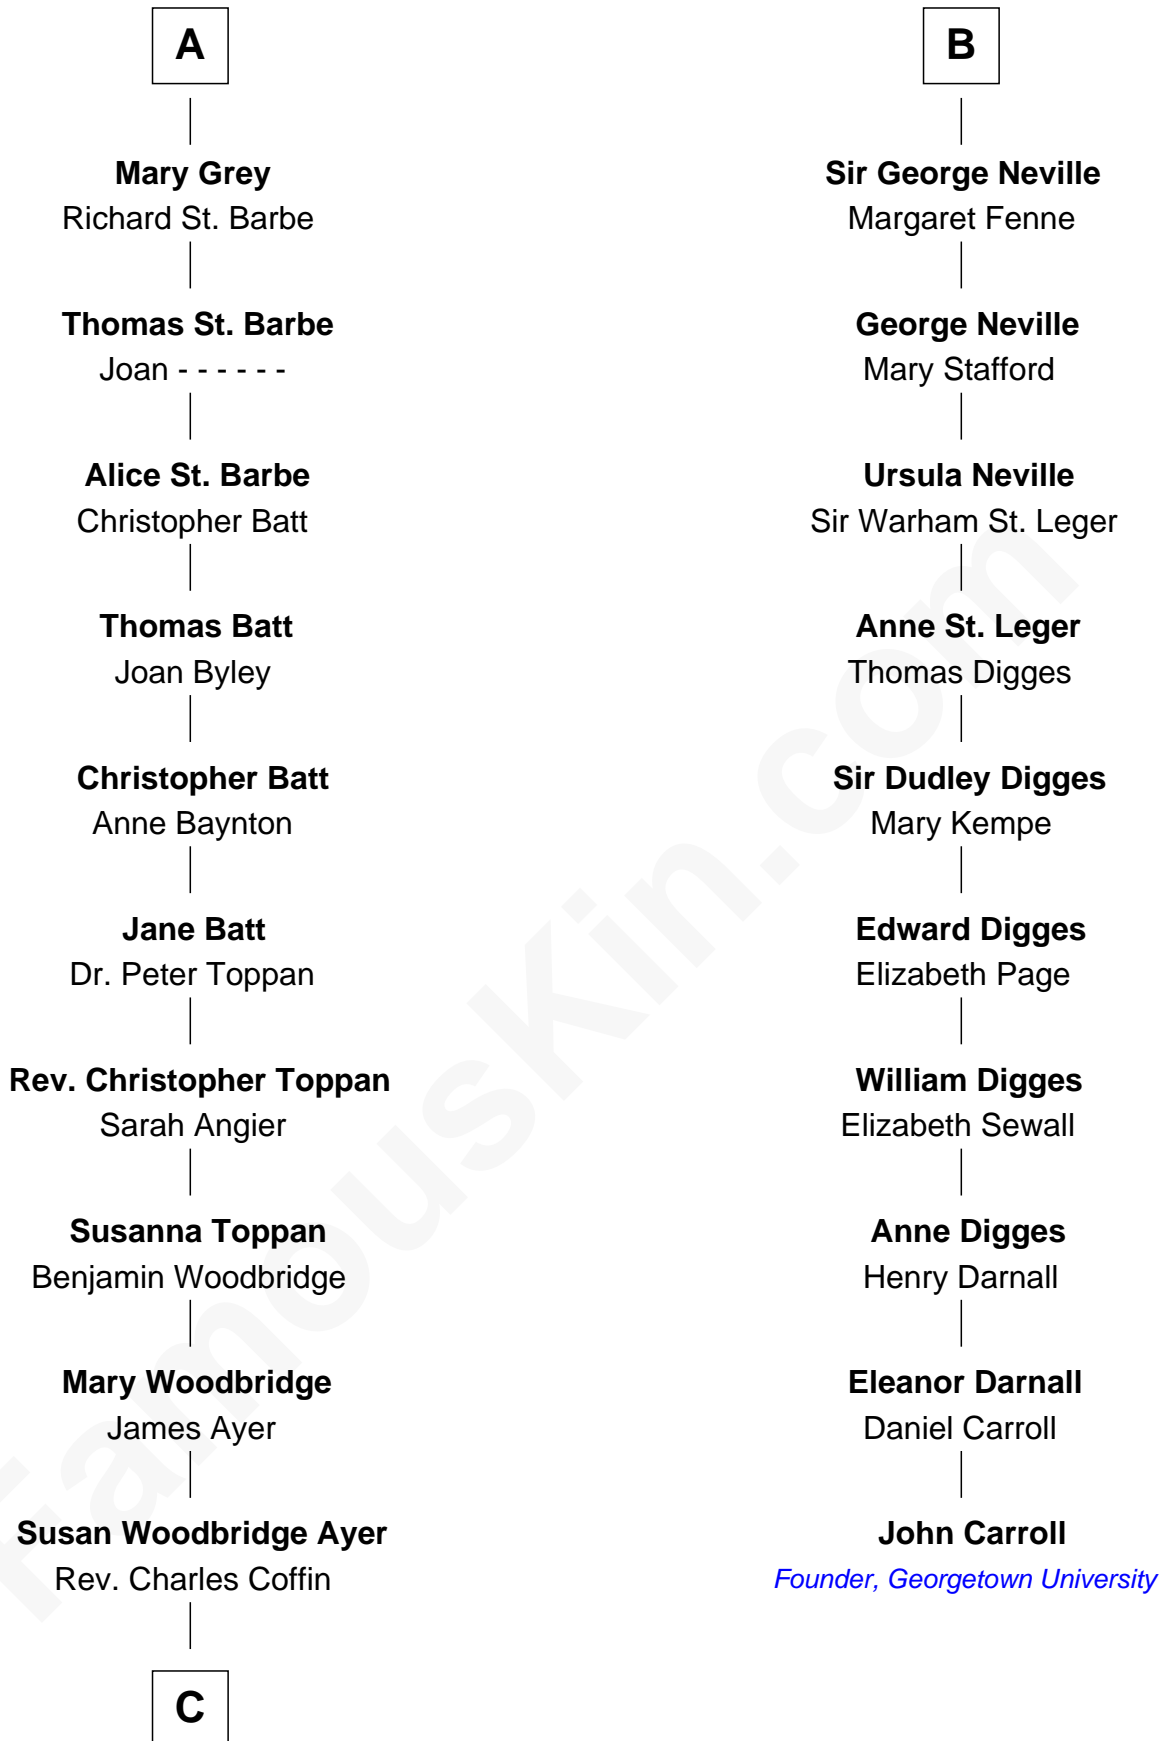 A
Mary Grey
Richard St. Barbe
Thomas St. Barbe
Joan - - - - - -
Alice St. Barbe
Christopher Batt
Thomas Batt
Joan Byley
Christopher Batt
Anne Baynton
Jane Batt
Dr. Peter Toppan
Rev. Christopher Toppan
Sarah Angier
Susanna Toppan
Benjamin Woodbridge
Mary Woodbridge
James Ayer
Susan Woodbridge Ayer
Rev. Charles Coffin
C
B
Sir George Neville
Margaret Fenne
George Neville
Mary Stafford
Ursula Neville
Sir Warham St. Leger
Anne St. Leger
Thomas Digges
Sir Dudley Digges
Mary Kempe
Edward Digges
Elizabeth Page
William Digges
Elizabeth Sewall
Anne Digges
Henry Darnall
Eleanor Darnall
Daniel Carroll
John Carroll
Founder, Georgetown University
FamousKin.com